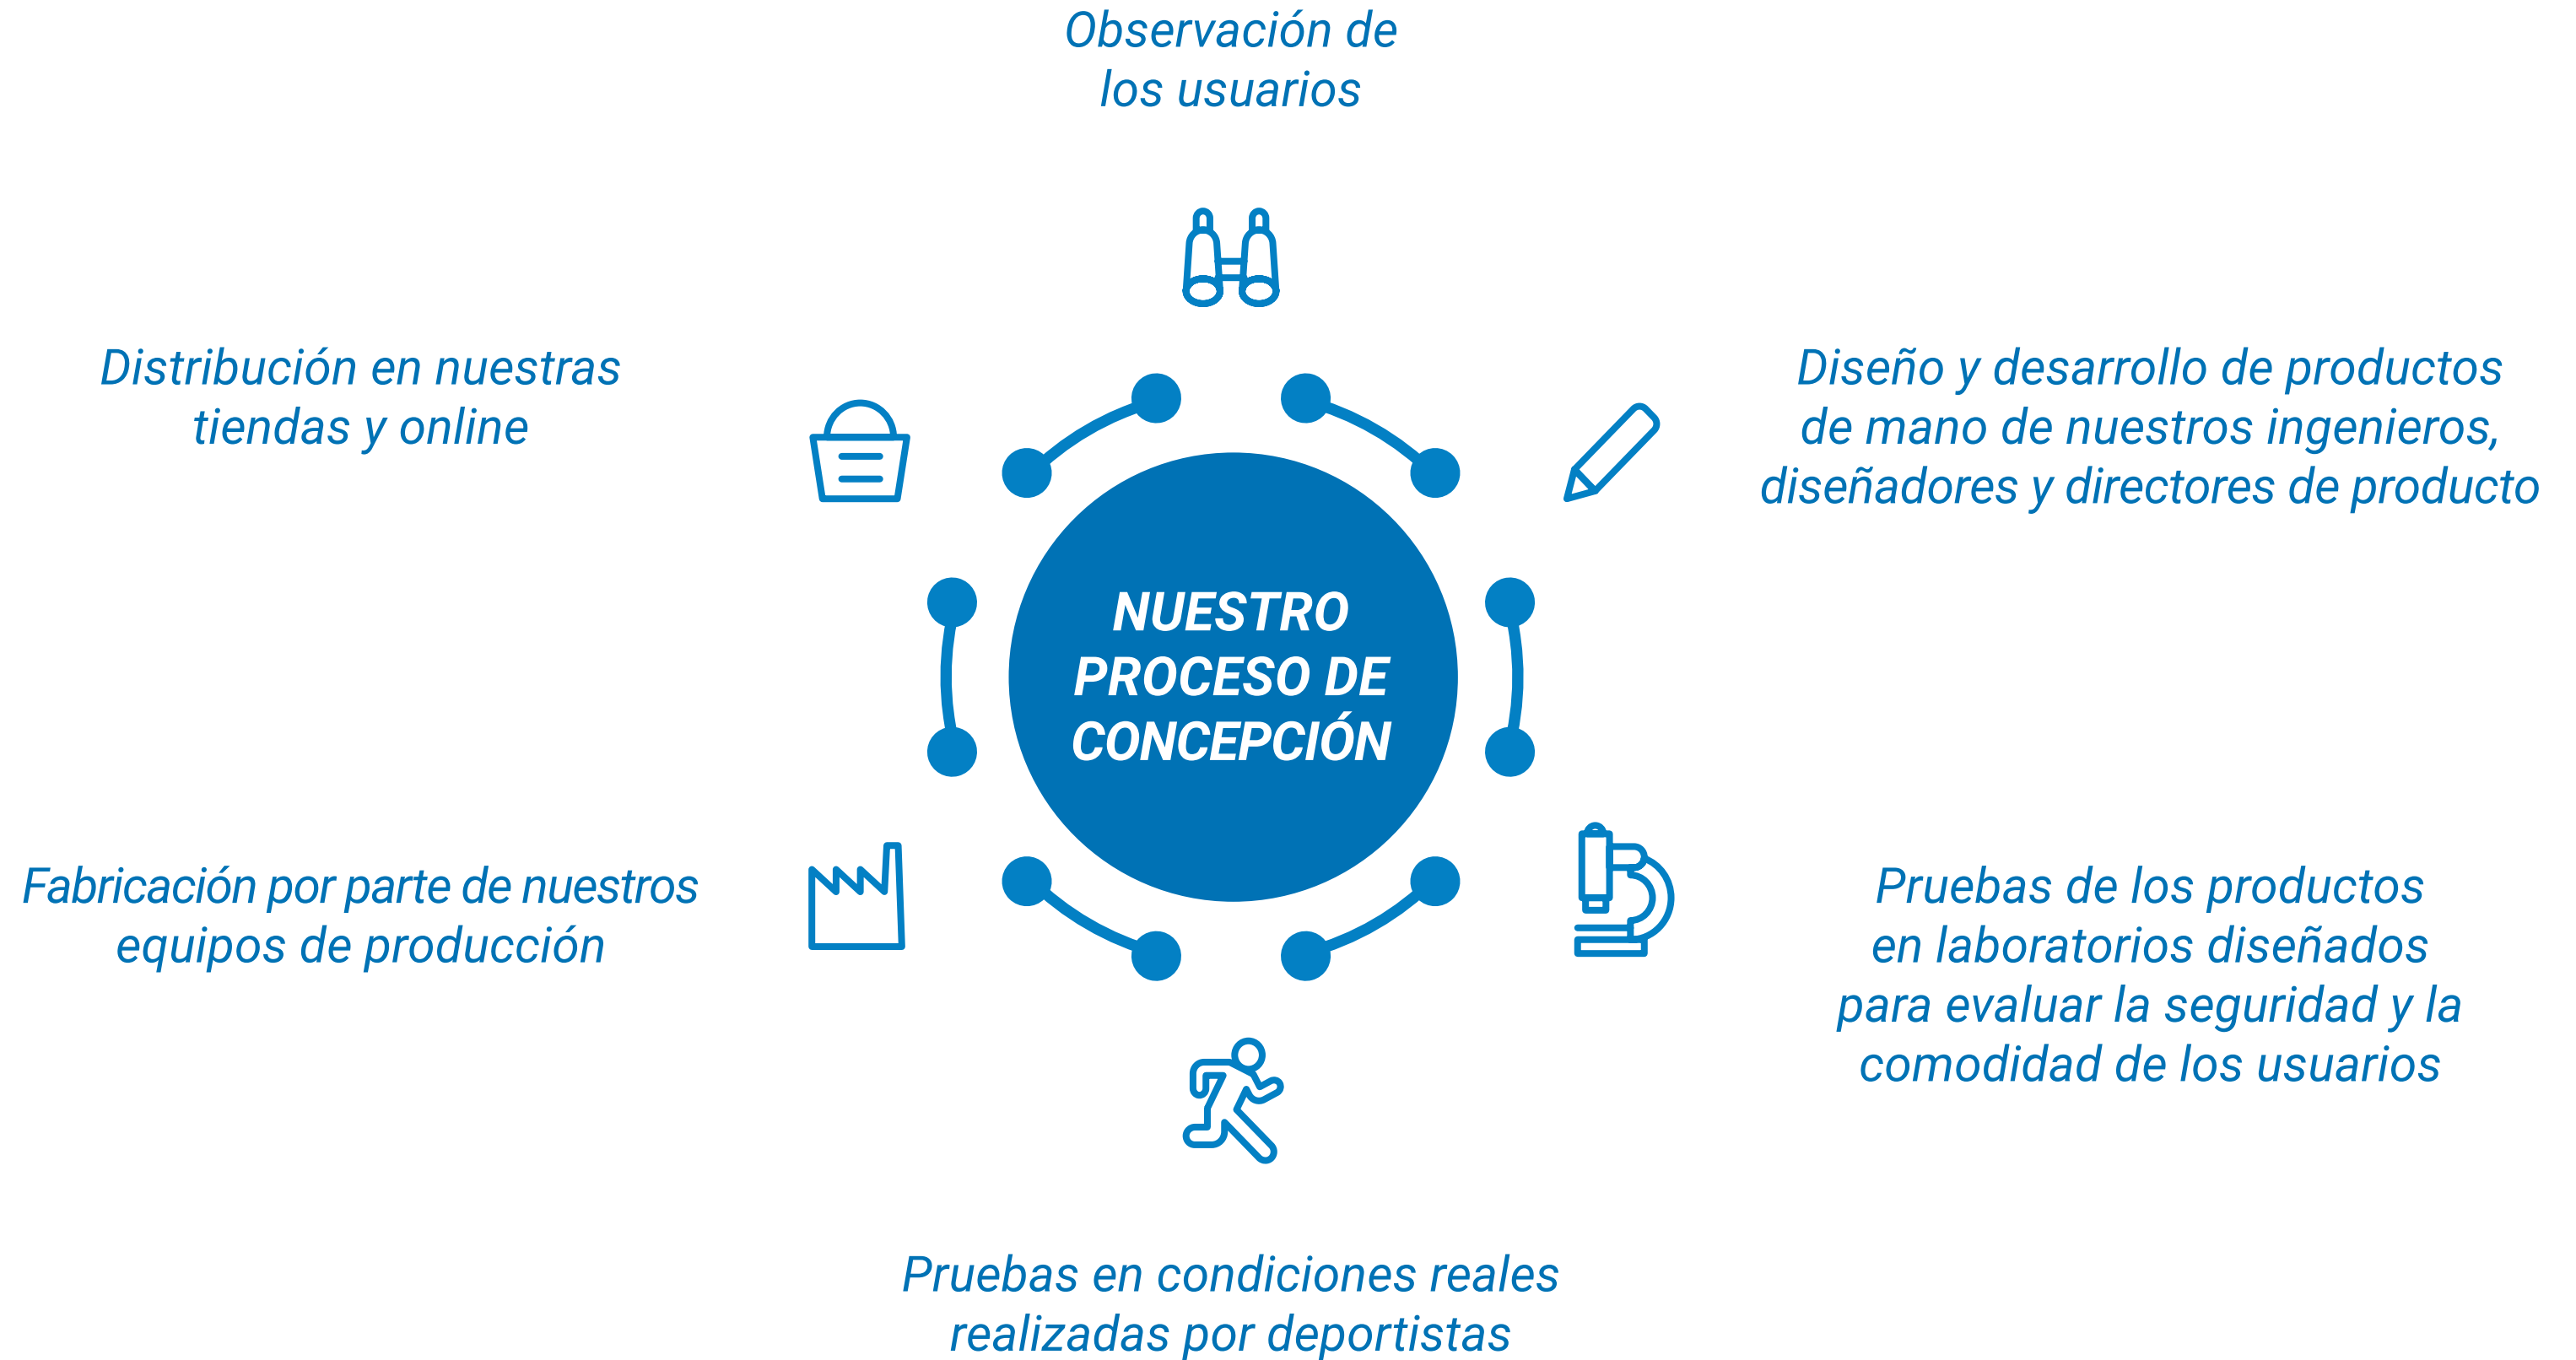 Observación de
los usuarios
Diseño y desarrollo de productos
de mano de nuestros ingenieros,
diseñadores y directores de producto
Pruebas de los productos
en laboratorios diseñados
para evaluar la seguridad y la
comodidad de los usuarios
Pruebas en condiciones reales
realizadas por deportistas
Fabricación por parte de nuestros
equipos de producción
Distribución en nuestras
tiendas y online
NUESTRO
PROCESO DE
CONCEPCIÓN